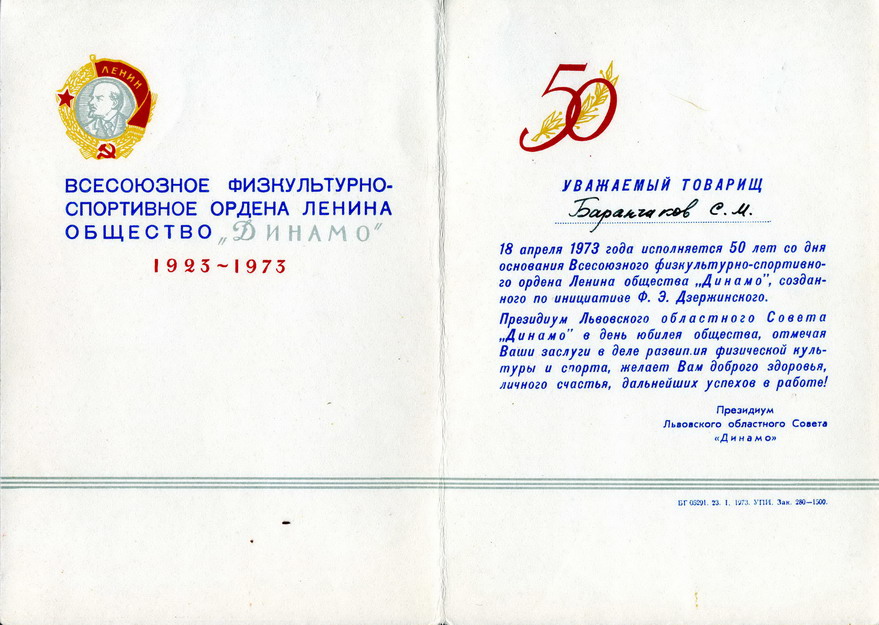 ЛЕНИН
ВСЕСОЮЗНОЕ ФИЗКУЛЬТУРНО-
СПОРТИВНОЕ ОРДЕНА ЛЕНИНА
ОБЩЕСТВО „ДИНАМО"
1923~1973
50
УВАЖАЕМЫЙ ТОВАРИЩ
Баранчаков С. М.
18 апреля 1973 года исполняется 50 лет со дня
основания Всесоюзного физкультурно-спортивно-
го ордена Ленина общества „Динамо", создан-
ного по инициативе Ф. Э. Дзержинского.
Президиум Львовского областного Совета
„Динамо" в день юбилея общества, отмечая
Ваши заслуги в деле развития физической куль-
туры и спорта, желает Вам доброго здоровья,
личного счастья, дальнейших успехов в работе!
Президиум
Львовского областного Совета
«Динамо»
БГ 05291. 23. I. 1973. УПИ. Зак. 280—1500.